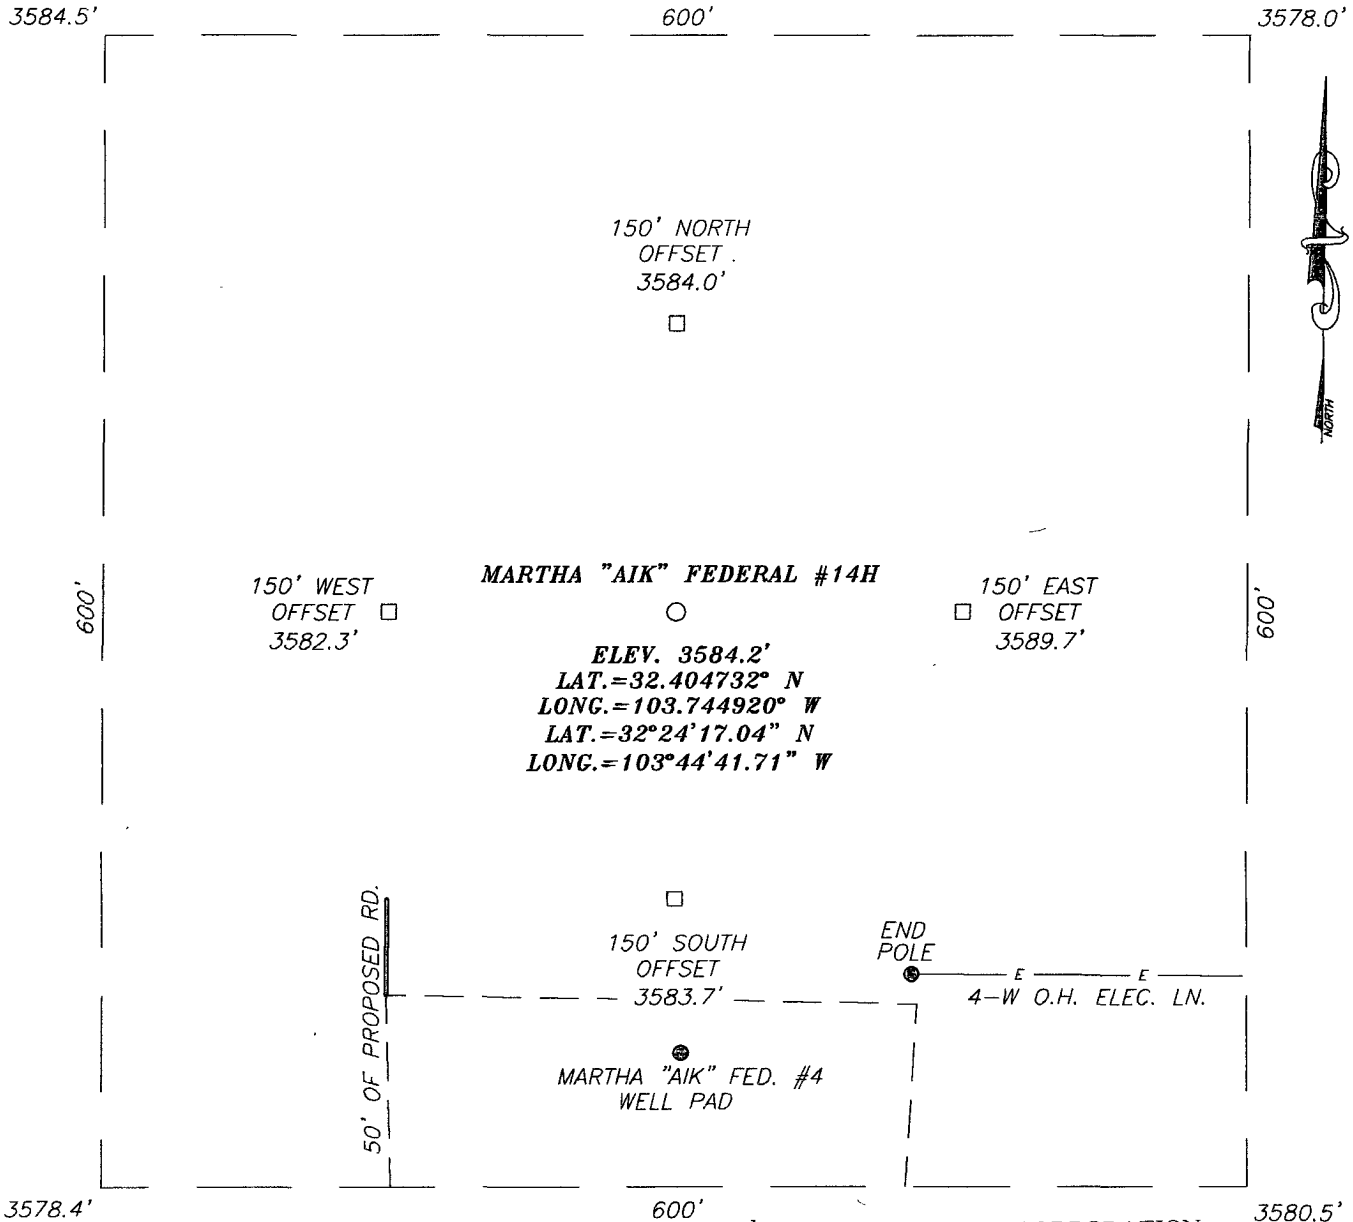 3584.5' 600' 3578.0'
NORTH
150' NORTH
OFFSET .
3584.0'
MARTHA "AIK" FEDERAL #14H
150' WEST
OFFSET
3582.3'
150' EAST
OFFSET
3589.7'
600'
600'
ELEV. 3584.2'
LAT.=32.404732° N
LONG.=103.744920° W
LAT.=32°24'17.04" N
LONG.=103°44'41.71" W
50' OF PROPOSED RD.
150' SOUTH
OFFSET
3583.7'
END
POLE
E E
4-W O.H. ELEC. LN.
MARTHA "AIK" FED. #4
WELL PAD
3578.4' 600' 3580.5'